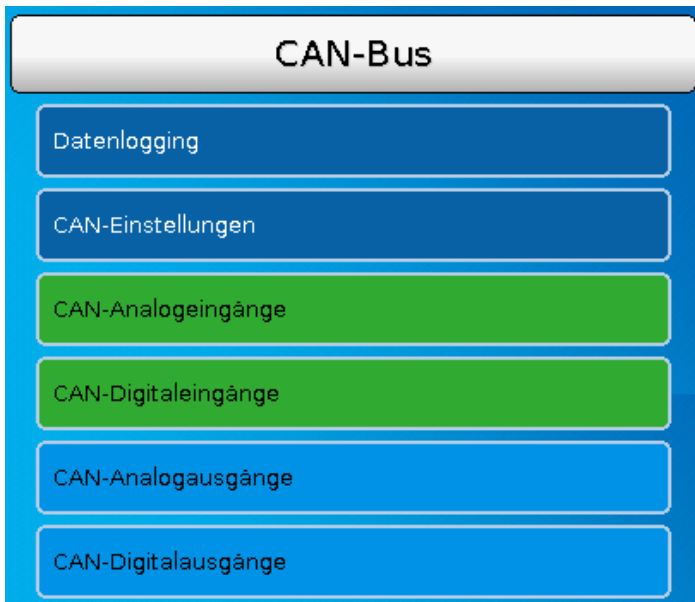 CAN-Bus
Datenlogging
CAN-Einstellungen
CAN-Analogeingänge
CAN-Digitaleingänge
CAN-Analogausgänge
CAN-Digitalausgänge